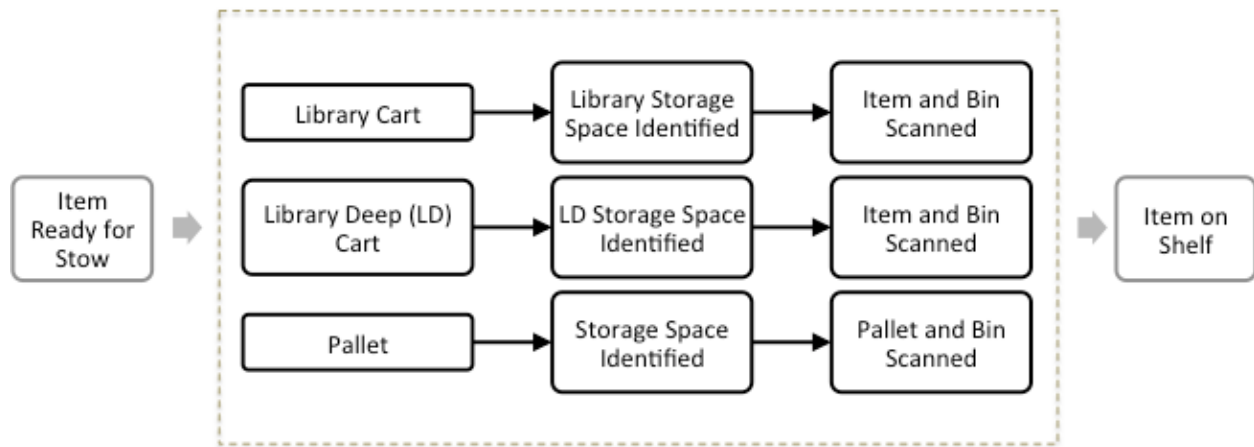 Library Cart
Library Storage
Space Identified
Item and Bin
Scanned
Item
Ready for
Stow
Library Deep (LD)
Cart
LD Storage Space
Identified
Item and Bin
Scanned
Item on
Shelf
Pallet
Storage Space
Identified
Pallet and Bin
Scanned